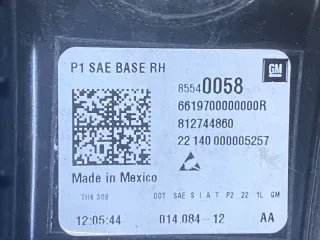 P1 SAE BASE RH
GM
85540058
6619700000000R
812744860
22 140 000005257
Made in Mexico
THK 308
DOT SAE S I A T P2 22 1L GM
12:05:44 014.084-12 AA